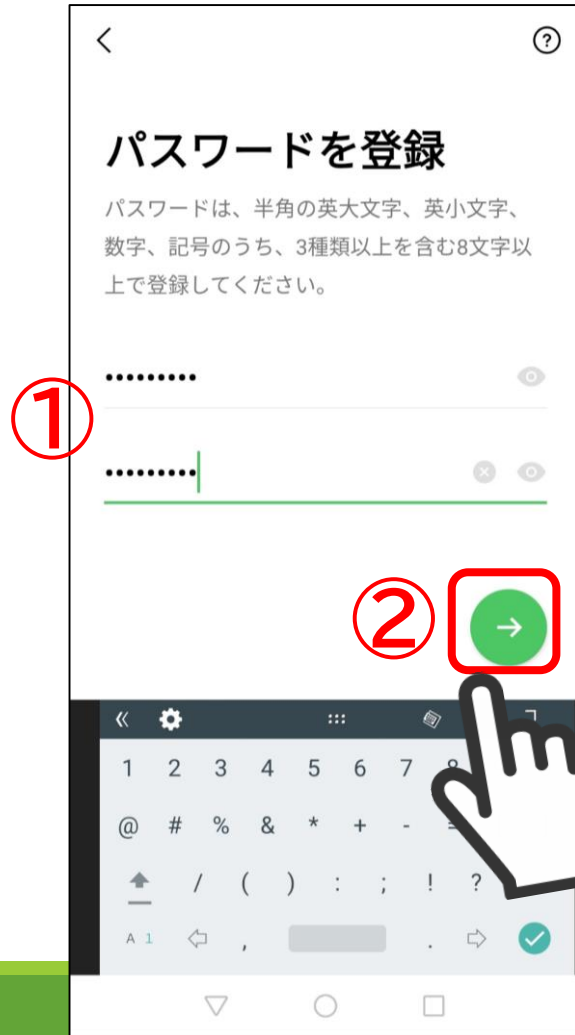 パスワードを登録
パスワードは、半角の英大文字、英小文字、
数字、記号のうち、3種類以上を含む8文字以
上で登録してください。
•••••••••
①
•••••••••
②
1 2 3 4 5 6 7 8
@ # % & * + - =
/ ( ) : ; ! ?
A 1 , .